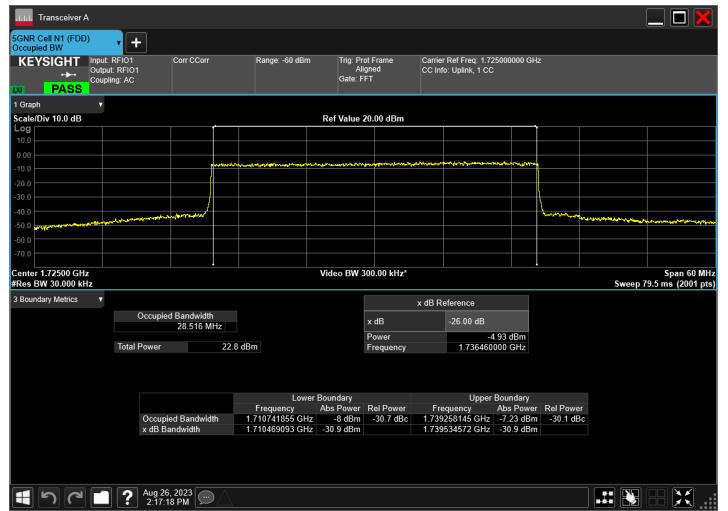 Transceiver A
5GNR Cell N1 (FDD)
Occupied BW
KEYSIGHT
LXI
PASS
Input: RFIO1
Output: RFIO1
Coupling: AC
Corr CCorr
Range: -60 dBm
Trig: Prot Frame
Aligned
Gate: FFT
Carrier Ref Freq: 1.725000000 GHz
CC Info: Uplink, 1 CC
1 Graph
Scale/Div 10.0 dB
Ref Value 20.00 dBm
Log
10.0
0.00
-10.0
-20.0
-30.0
-40.0
-50.0
-60.0
-70.0
Center 1.72500 GHz
Video BW 300.00 kHz*
Span 60 MHz
#Res BW 30.000 kHz
Sweep 79.5 ms (2001 pts)
3 Boundary Metrics
Occupied Bandwidth
28.516 MHz
Total Power 22.8 dBm
x dB Reference
x dB -26.00 dB
Power -4.93 dBm
Frequency 1.736460000 GHz
Lower Boundary Upper Boundary
Frequency Abs Power Rel Power Frequency Abs Power Rel Power
Occupied Bandwidth 1.710741855 GHz -8 dBm -30.7 dBc 1.739258145 GHz -7.23 dBm -30.1 dBc
x dB Bandwidth 1.710469093 GHz -30.9 dBm 1.739534572 GHz -30.9 dBm
Aug 26, 2023
2:17:18 PM